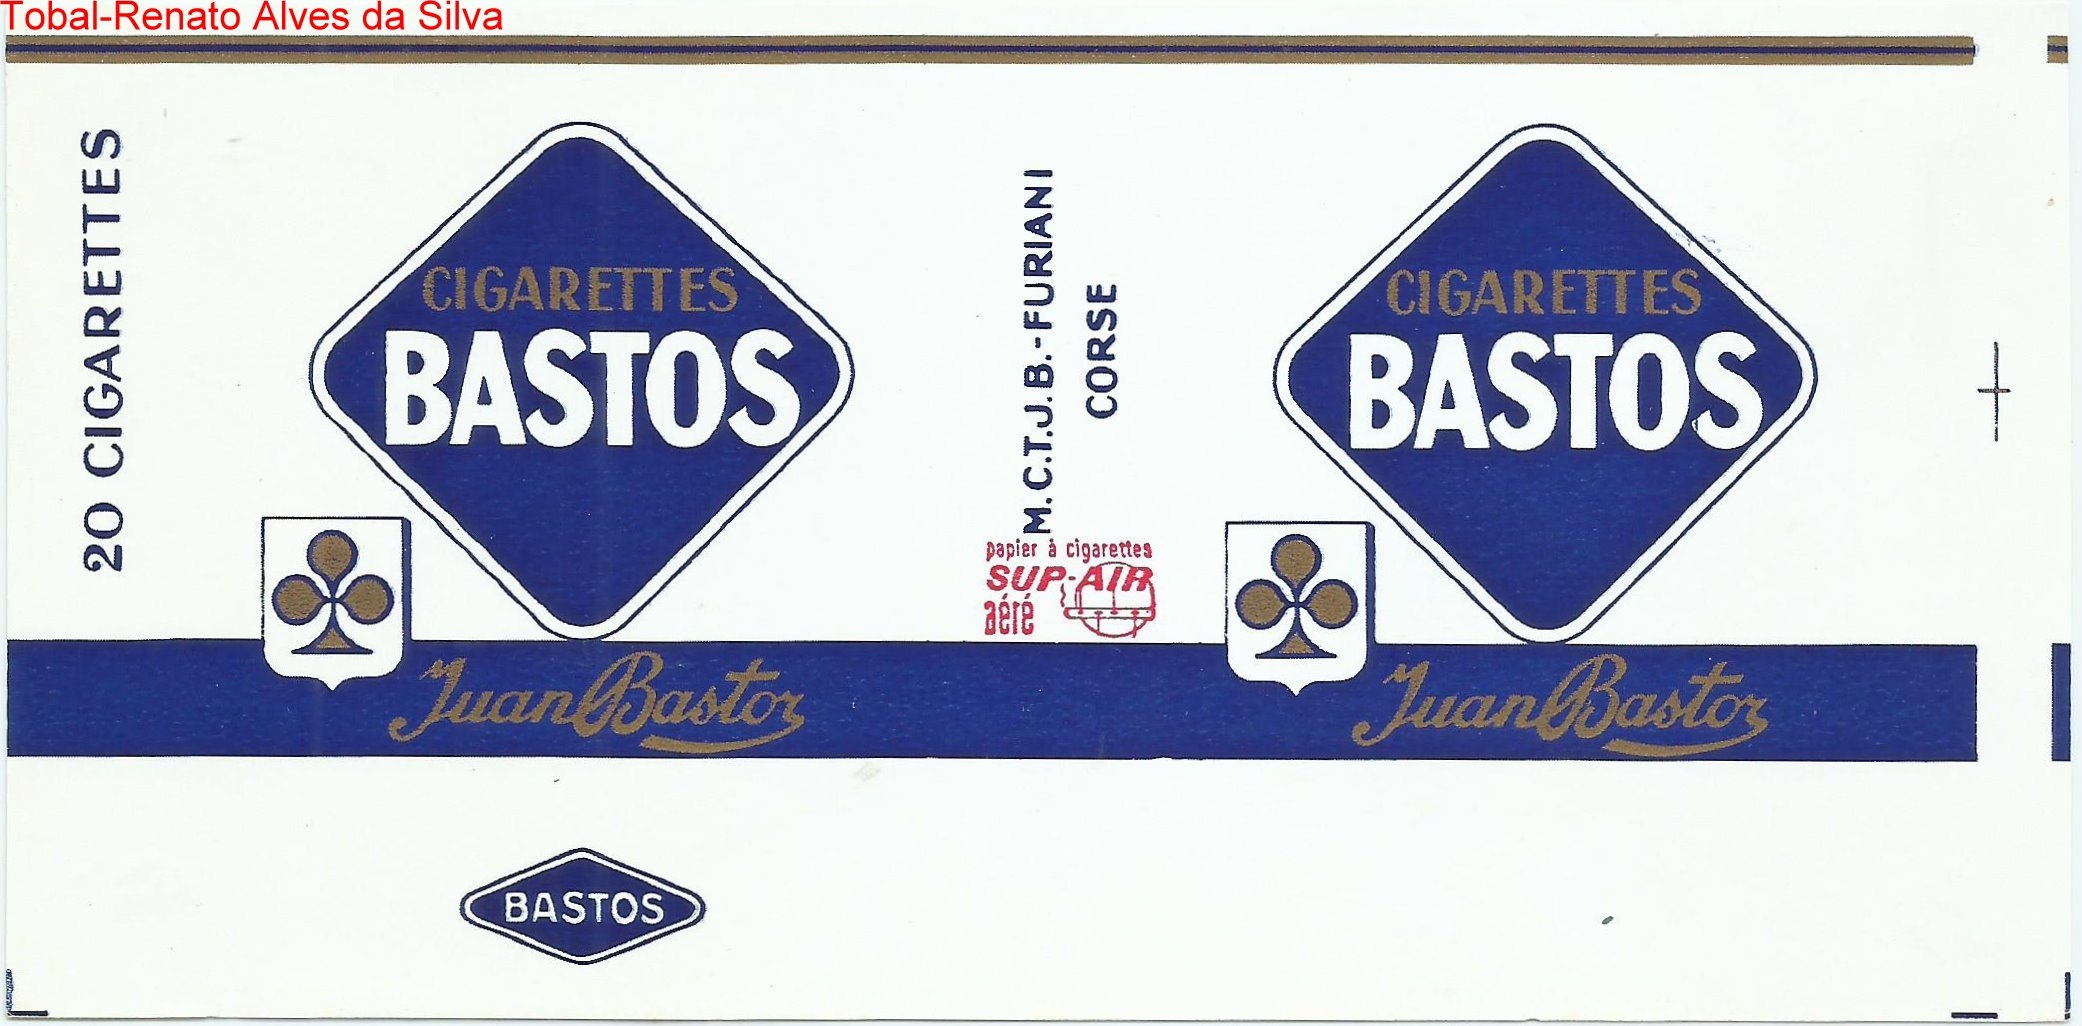 Tobal-Renato Alves da Silva
20 CIGARETTES
CIGARETTES
BASTOS
Juan Bastos
M.C.T.J.B.-FURIANI
CORSE
papier à cigarettes
SUP-AIR
aéré
CIGARETTES
BASTOS
Juan Bastos
BASTOS